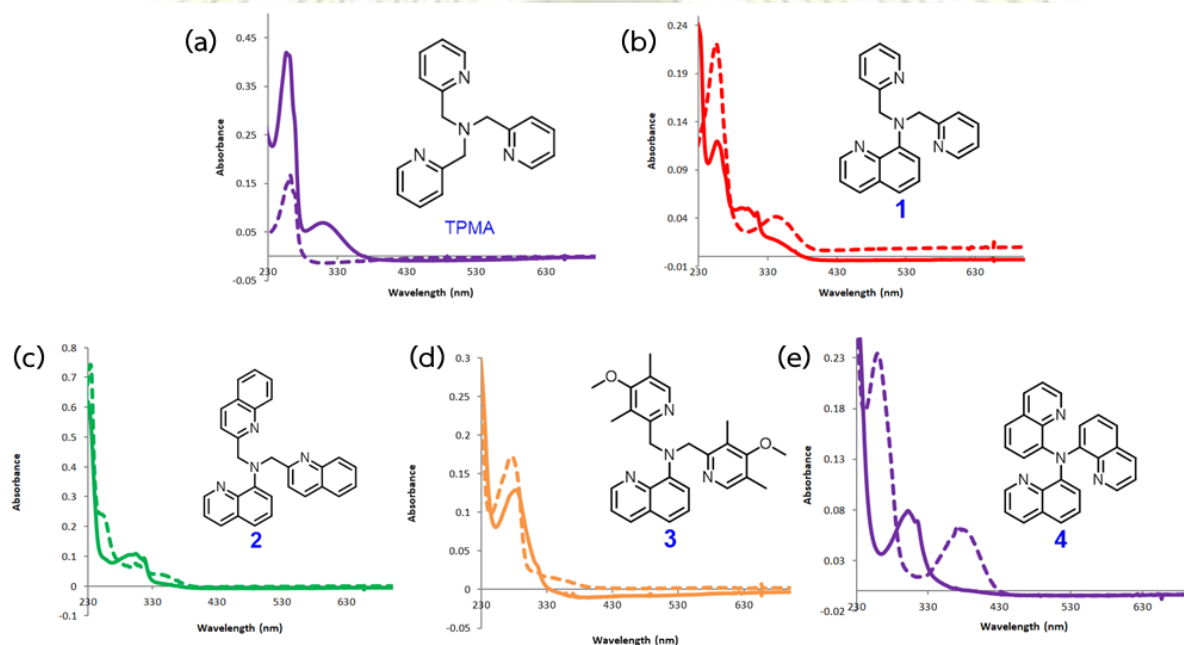 (a)
0.45
0.35
0.25
0.15
0.05
-0.05
Absorbance
230 330 430 530 630
Wavelength (nm)
N
N
N
N
TPMA
(b)
0.24
0.19
0.14
0.09
0.04
-0.01
Absorbance
230 330 430 530 630
Wavelength (nm)
N
N
N
N
1
(c)
0.8
0.7
0.6
0.5
0.4
0.3
0.2
0.1
0
-0.1
Absorbance
230 330 430 530 630
Wavelength (nm)
N
N
N
N
2
(d)
0.3
0.25
0.2
0.15
0.1
0.05
0
-0.05
Absorbance
230 330 430 530 630
Wavelength (nm)
O
N
O
N
N
N
3
(e)
0.23
0.18
0.13
0.08
0.03
-0.02
Absorbance
230 330 430 530 630
Wavelength (nm)
N
N
N
N
4